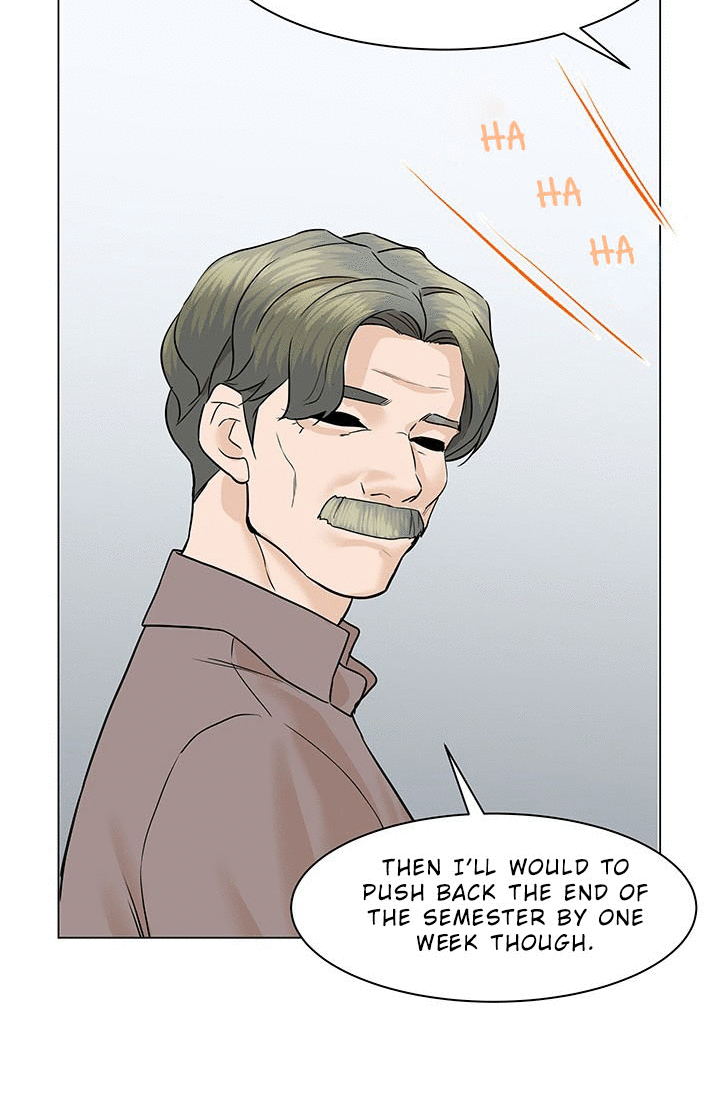 HA
HA
HA
THEN I'LL WOULD TO
PUSH BACK THE END OF
THE SEMESTER BY ONE
WEEK THOUGH.